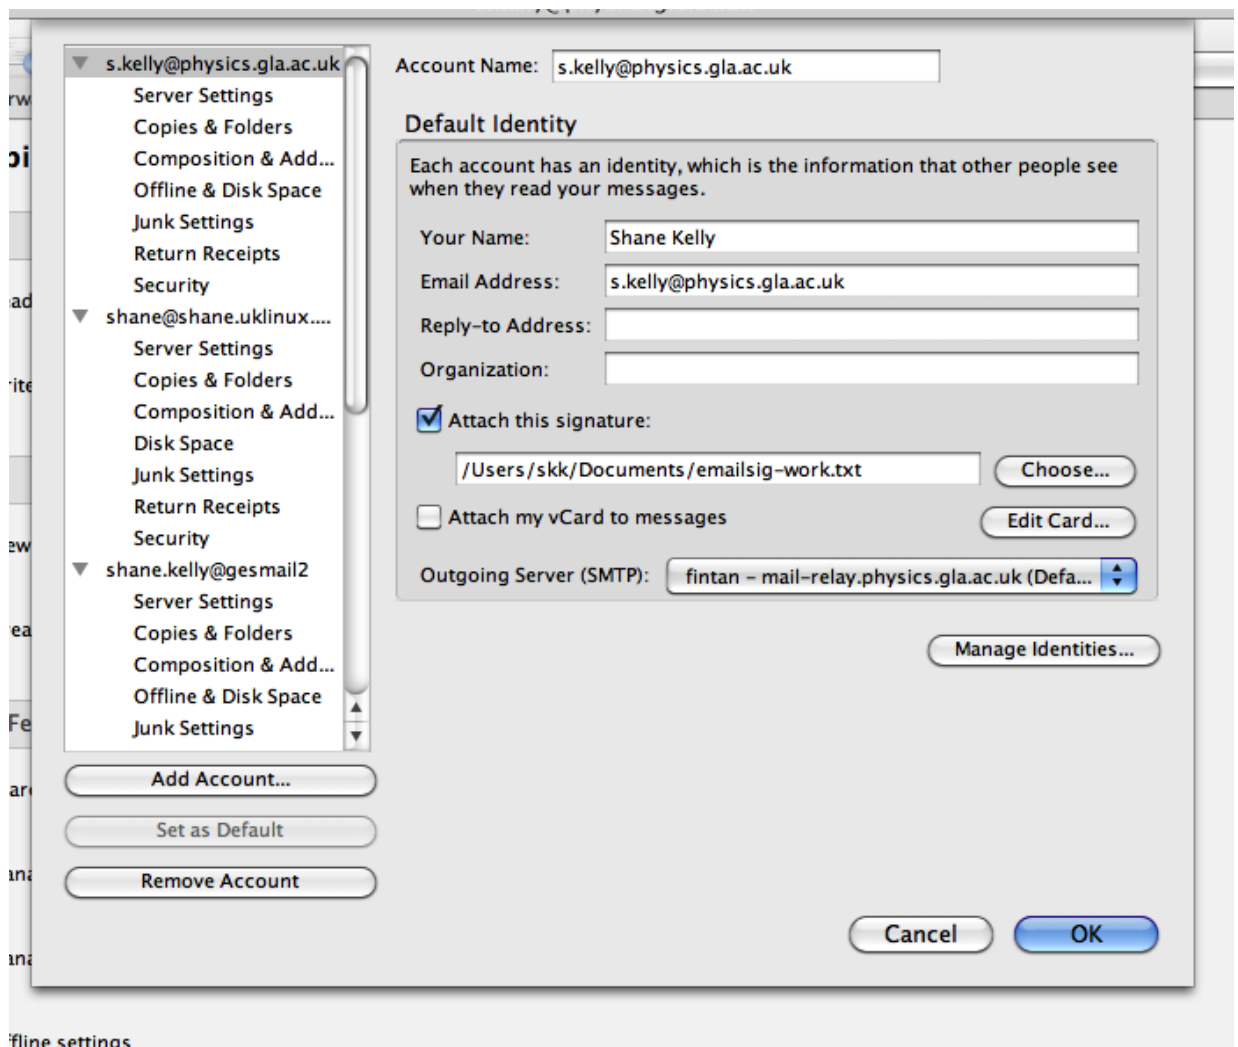 s.kelly@physics.gla.ac.uk
Server Settings
Copies & Folders
Composition & Add...
Offline & Disk Space
Junk Settings
Return Receipts
Security
shane@shane.uklinux....
Server Settings
Copies & Folders
Composition & Add...
Disk Space
Junk Settings
Return Receipts
Security
shane.kelly@gesmail2
Server Settings
Copies & Folders
Composition & Add...
Offline & Disk Space
Junk Settings
Add Account...
Set as Default
Remove Account
Account Name: s.kelly@physics.gla.ac.uk
Default Identity
Each account has an identity, which is the information that other people see
when they read your messages.
Your Name: Shane Kelly
Email Address: s.kelly@physics.gla.ac.uk
Reply-to Address:
Organization:
Attach this signature:
/Users/skk/Documents/emailsig-work.txt Choose...
Attach my vCard to messages Edit Card...
Outgoing Server (SMTP): fintan - mail-relay.physics.gla.ac.uk (Defa...
Manage Identities...
Cancel OK
settings